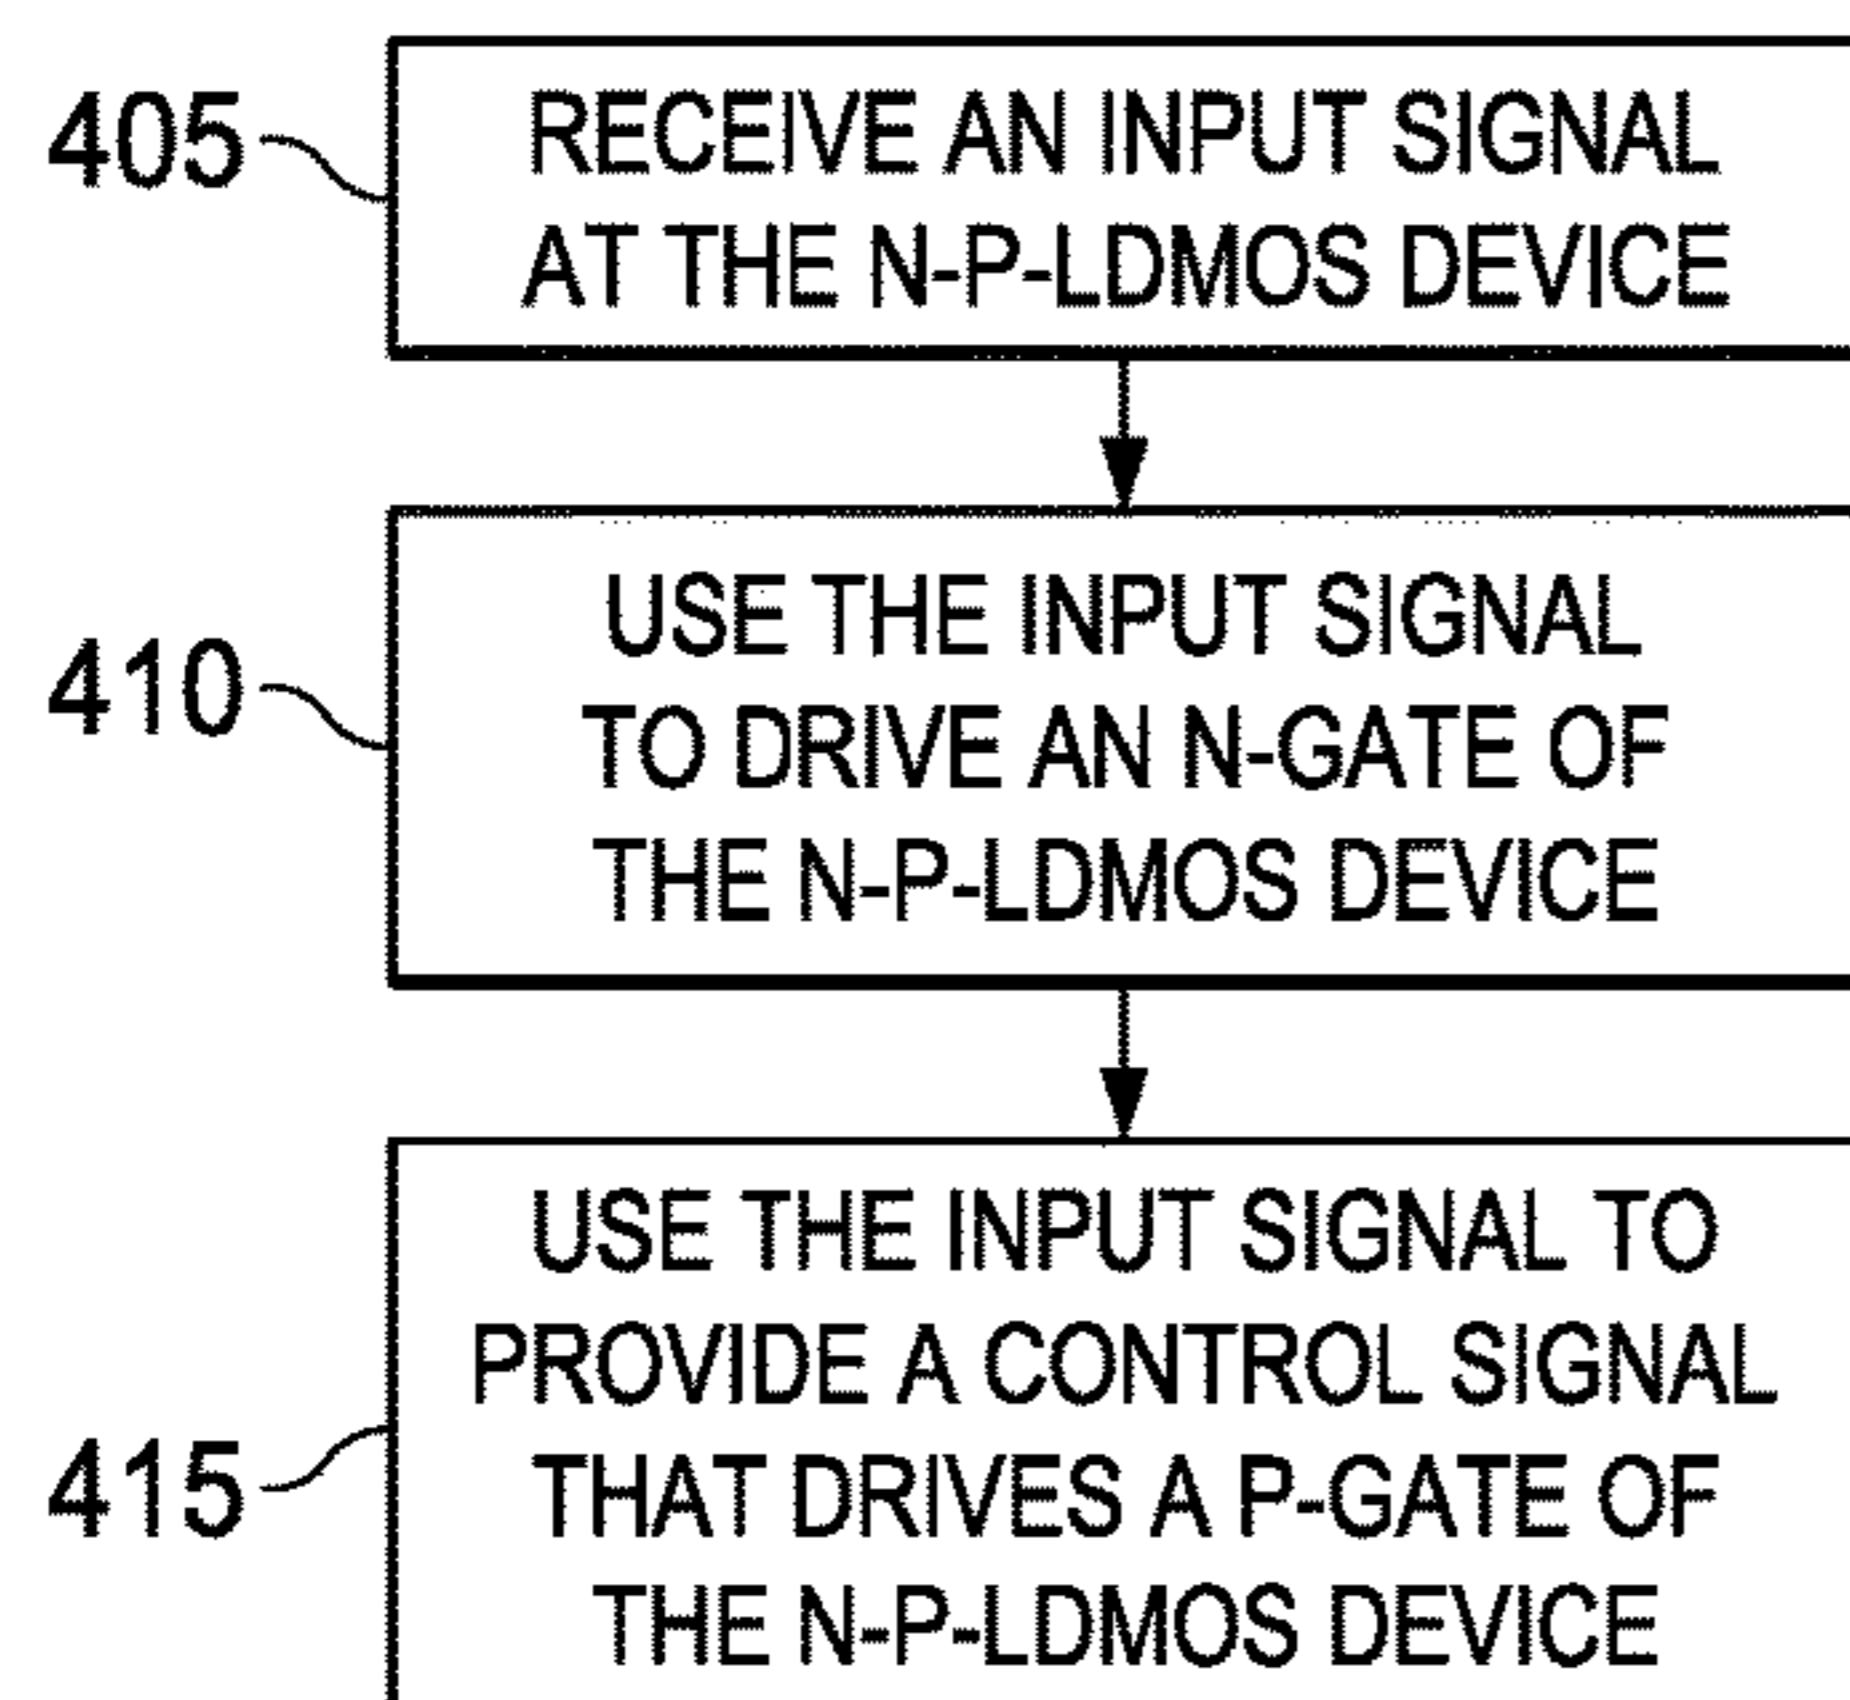 405
RECEIVE AN INPUT SIGNAL
AT THE N-P-LDMOS DEVICE
410
USE THE INPUT SIGNAL
TO DRIVE AN N-GATE OF
THE N-P-LDMOS DEVICE
415
USE THE INPUT SIGNAL TO
PROVIDE A CONTROL SIGNAL
THAT DRIVES A P-GATE OF
THE N-P-LDMOS DEVICE